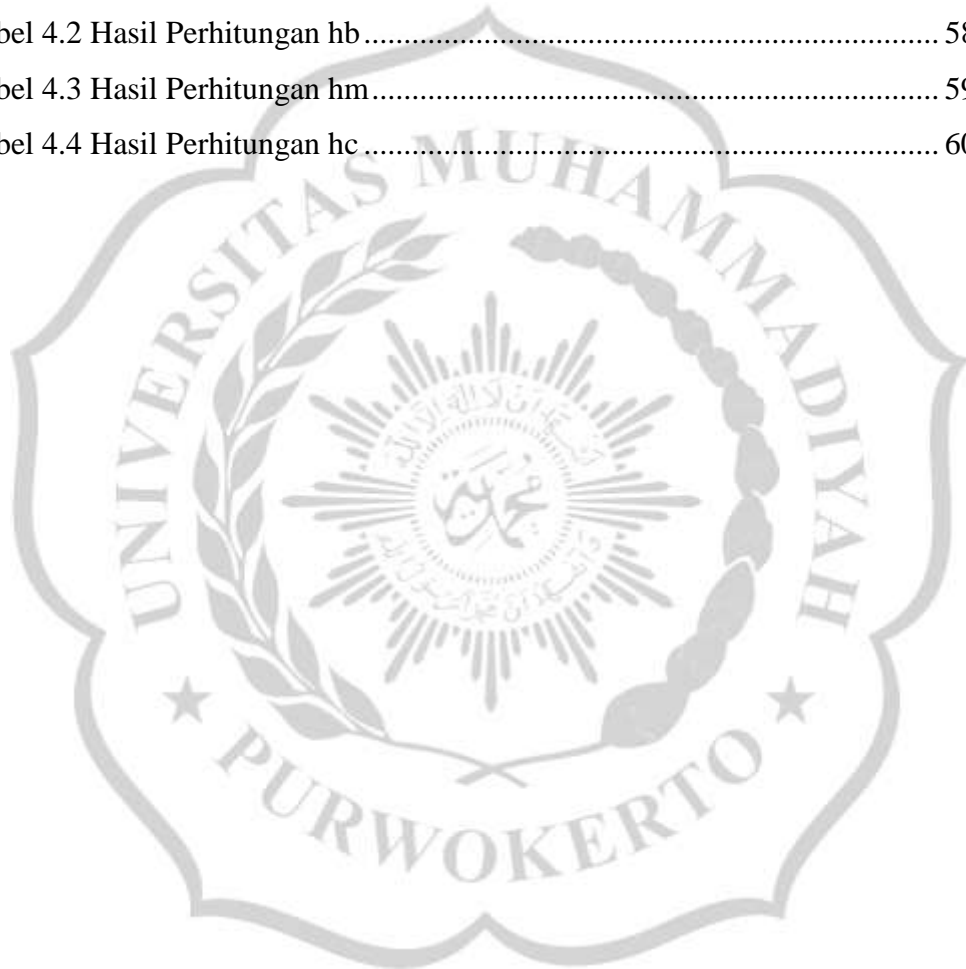 bel 4.2 Hasil Perhitungan hb ........................................................................ 58
bel 4.3 Hasil Perhitungan hm ....................................................................... 59
bel 4.4 Hasil Perhitungan hc ........................................................................ 60
UNIVERSITAS MUHAMMADIYAH
PURWOKERTO